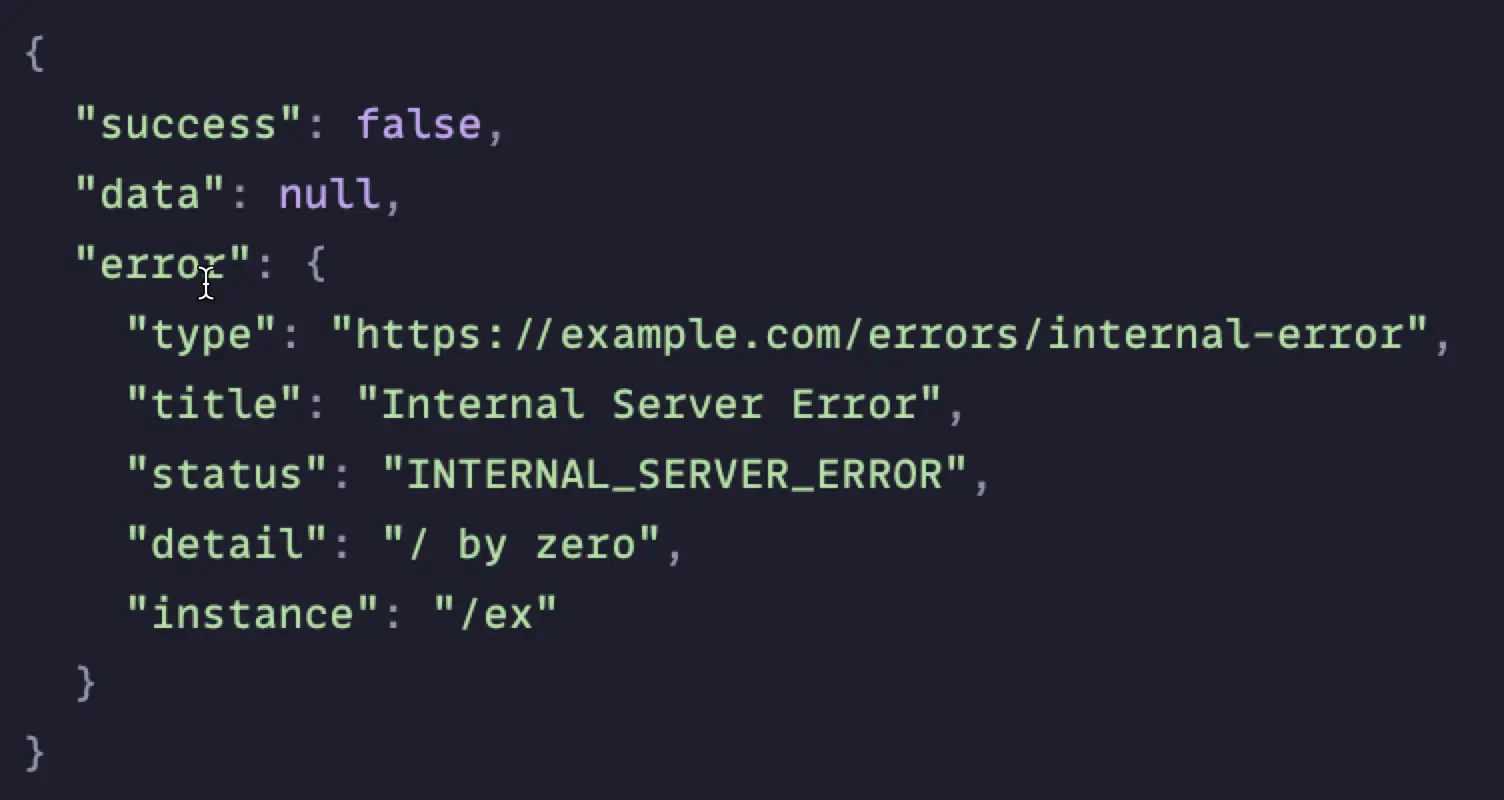 {
  "success": false,
  "data": null,
  "error": {
    "type": "https://example.com/errors/internal-error",
    "title": "Internal Server Error",
    "status": "INTERNAL_SERVER_ERROR",
    "detail": "/ by zero",
    "instance": "/ex"
  }
}